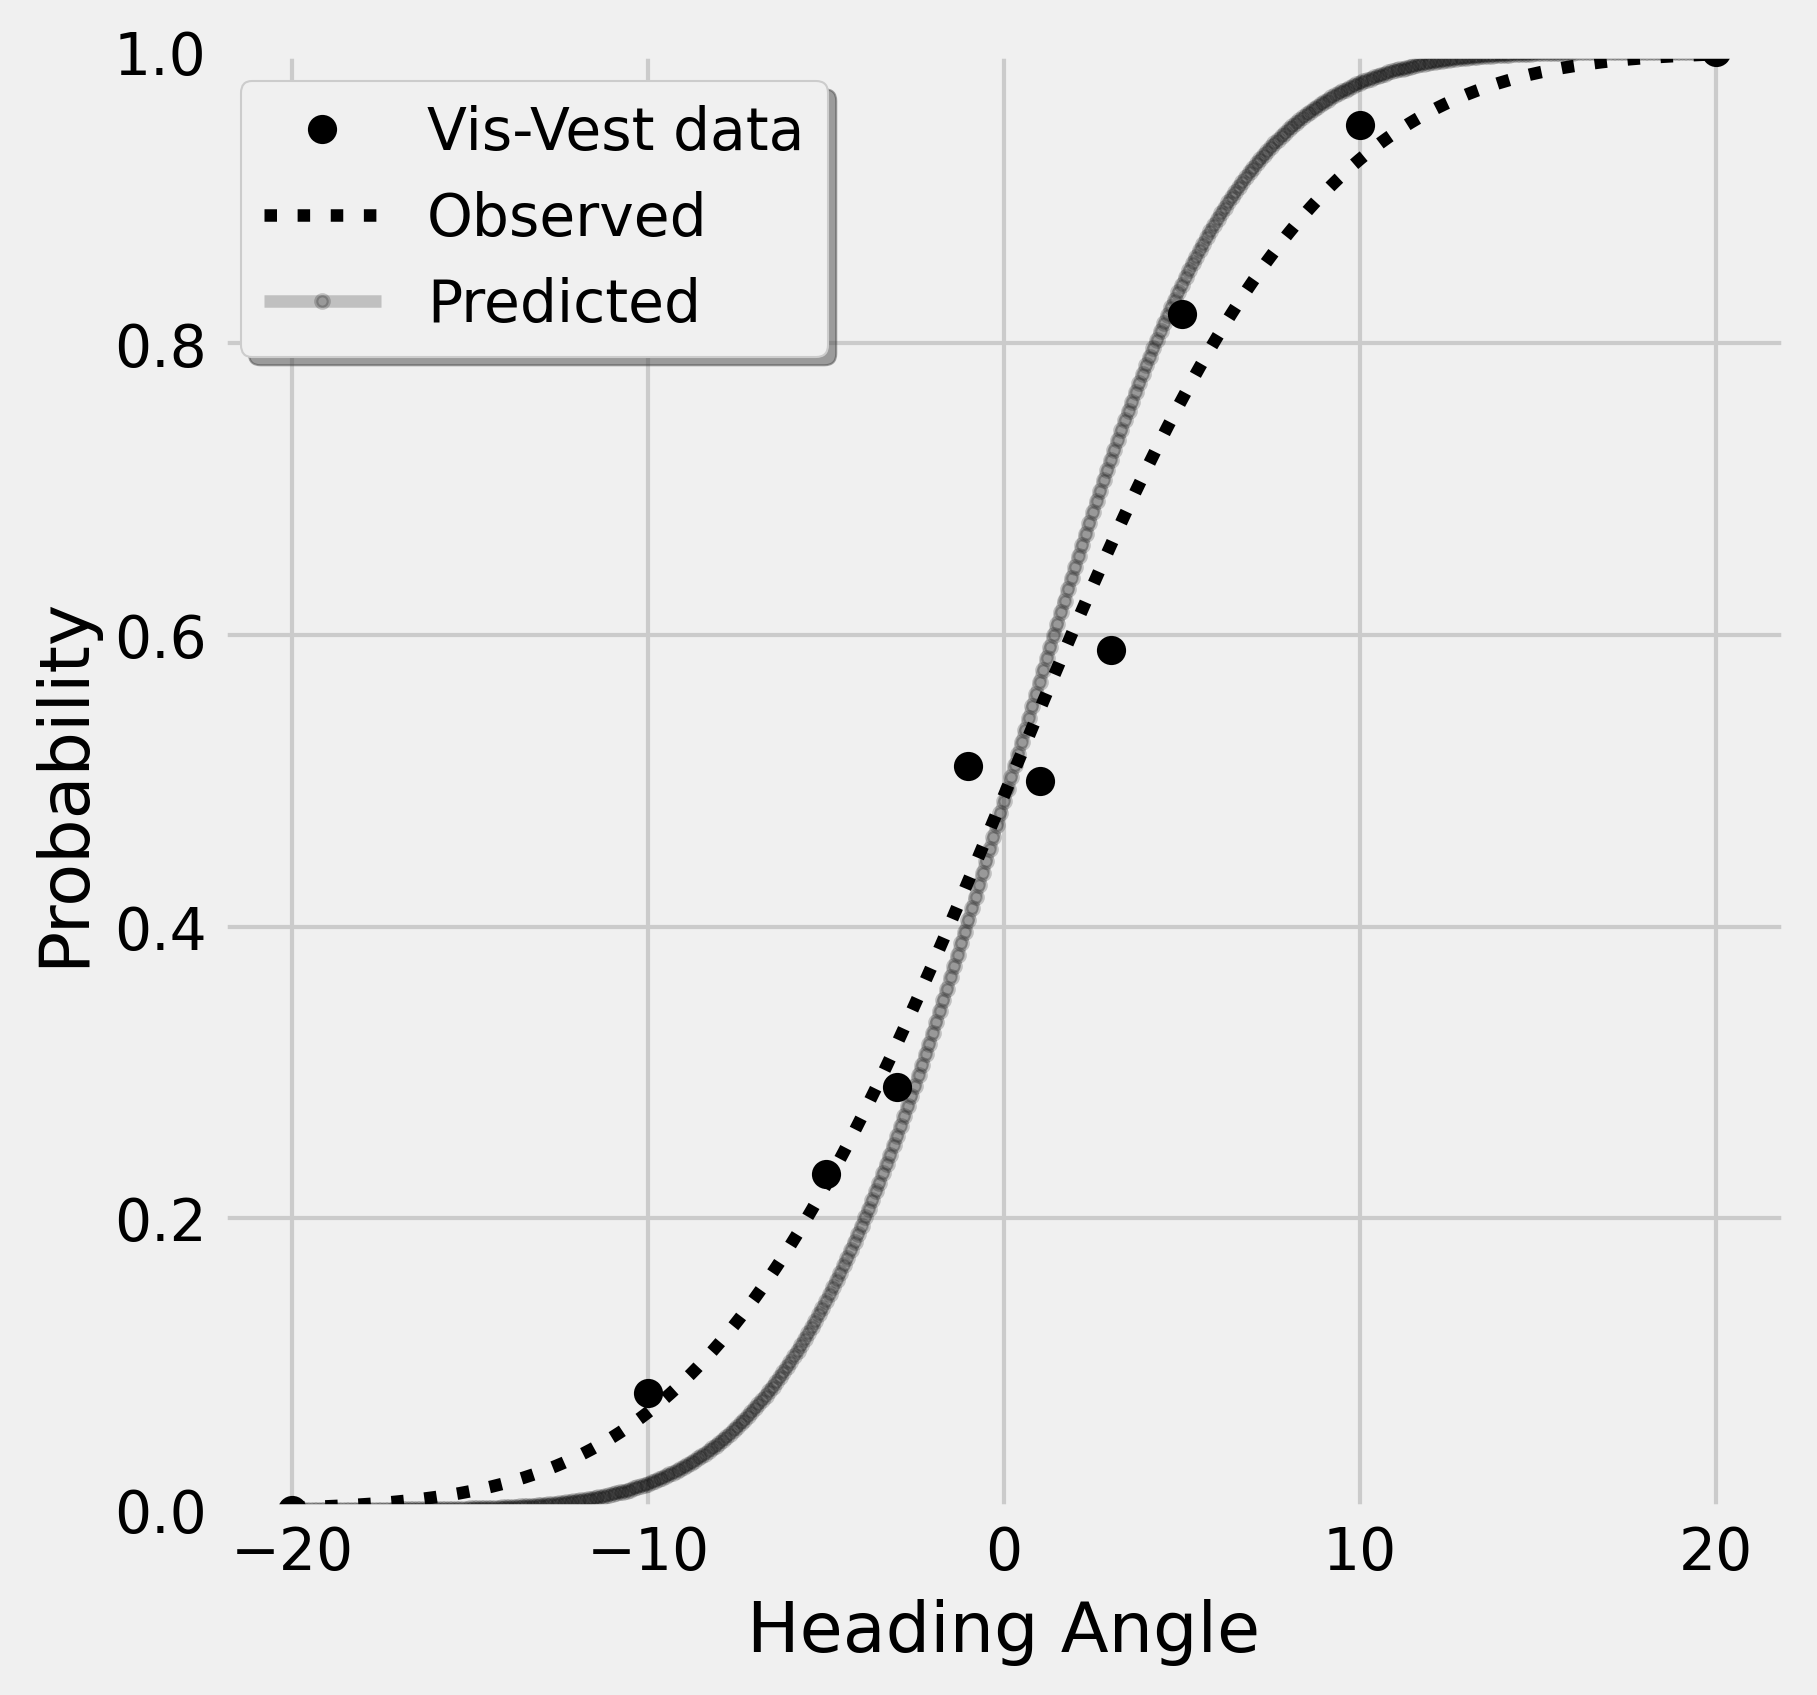 1.0
Vis-Vest data
Observed
Predicted
0.8
0.6
0.4
0.2
0.0
Probability
−20 −10 0 10 20
Heading Angle